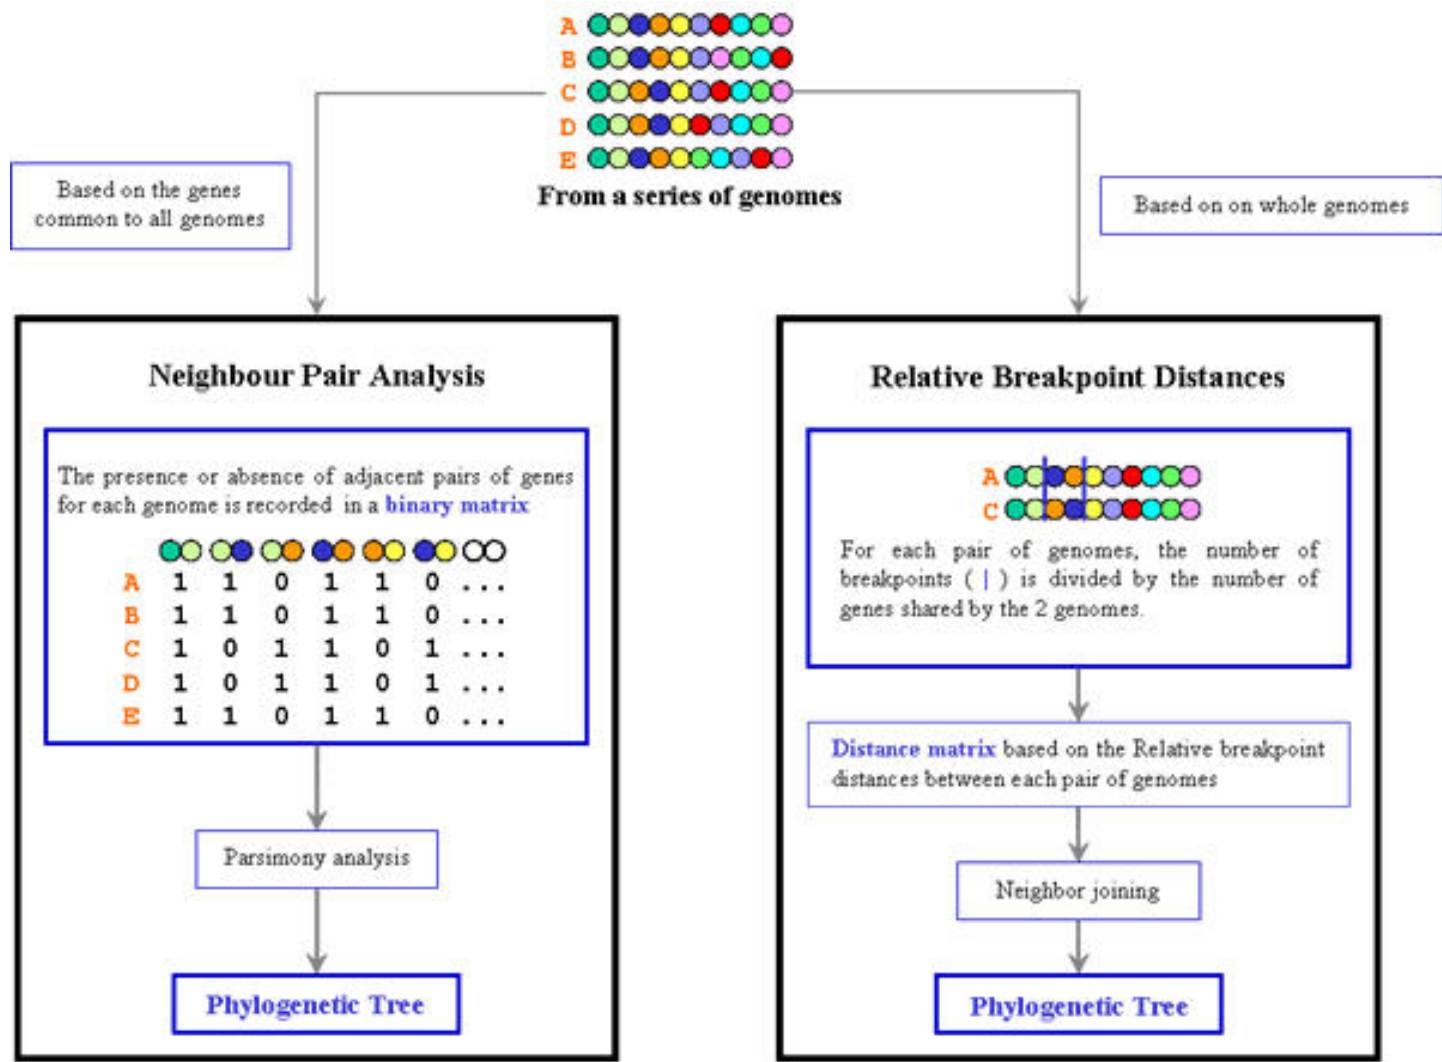 A
B
C
D
E
From a series of genomes
Based on the genes
common to all genomes
Based on on whole genomes
Neighbour Pair Analysis
The presence or absence of adjacent pairs of genes
for each genome is recorded in a binary matrix
A 1 1 0 1 1 0 ...
B 1 1 0 1 1 0 ...
C 1 0 1 1 0 1 ...
D 1 0 1 1 0 1 ...
E 1 1 0 1 1 0 ...
Parsimony analysis
Phylogenetic Tree
Relative Breakpoint Distances
A
C
For each pair of genomes, the number of
breakpoints ( | ) is divided by the number of
genes shared by the 2 genomes.
Distance matrix based on the Relative breakpoint
distances between each pair of genomes
Neighbor joining
Phylogenetic Tree